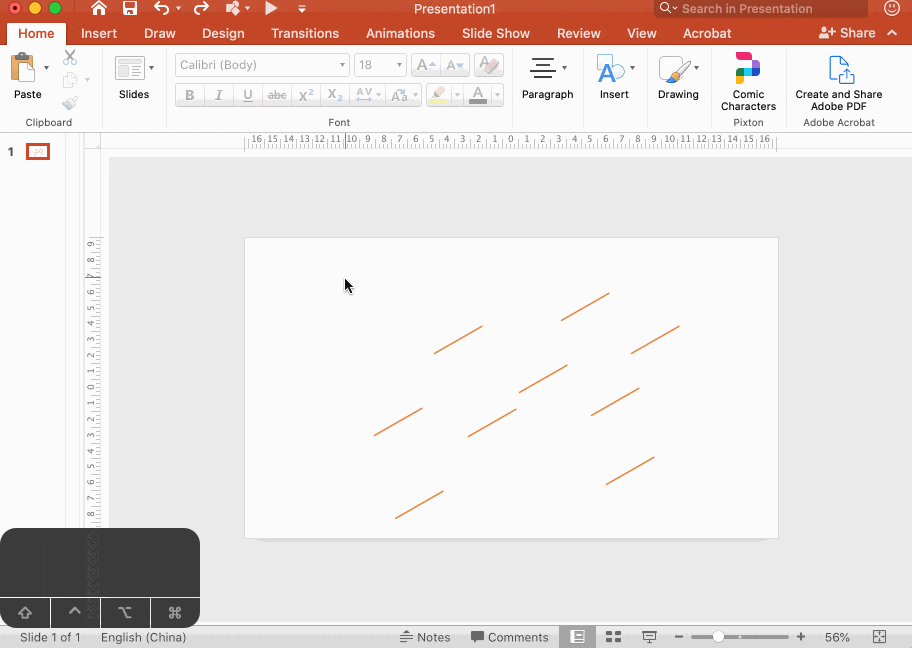 Presentation1
Search in Presentation
Home Insert Draw Design Transitions Animations Slide Show Review View Acrobat Share
Paste
Clipboard
Slides
Calibri (Body) 18 A A A
B I U abc X2 X2 AV Aa A
Font
Paragraph
Insert
Drawing
Comic
Characters
Pixton
Create and Share
Adobe PDF
Adobe Acrobat
16 15 14 13 12 11 10 9 8 7 6 5 4 3 2 1 0 1 2 3 4 5 6 7 8 9 10 11 12 13 14 15 16
1
9 8 7 6 5 4 3 2 1 0 1 2 3 4 5 6 7 8
Slide 1 of 1 English (China) Notes Comments 56%